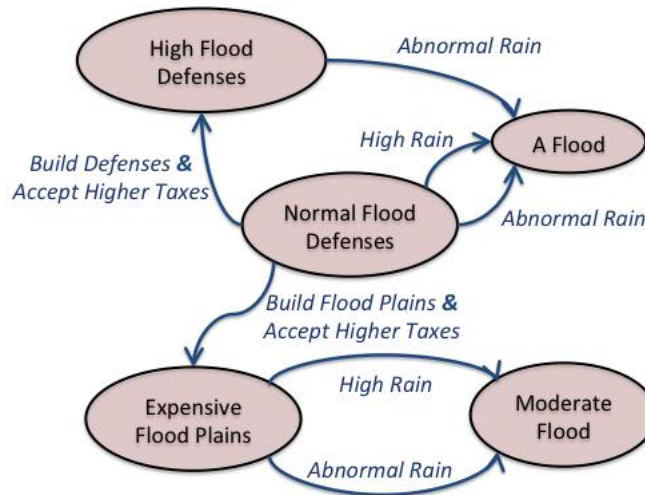 High Flood
Defenses
Abnormal Rain
High Rain
A Flood
Build Defenses &
Accept Higher Taxes
Normal Flood
Defenses
Abnormal Rain
Build Flood Plains &
Accept Higher Taxes
Expensive
Flood Plains
High Rain
Moderate
Flood
Abnormal Rain